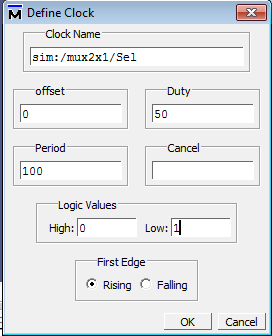 Define Clock
Clock Name
sim:/mux2x1/Sel
offset
Duty
0
50
Period
Cancel
100
Logic Values
High: 0 Low: 1
First Edge
Rising Falling
OK Cancel